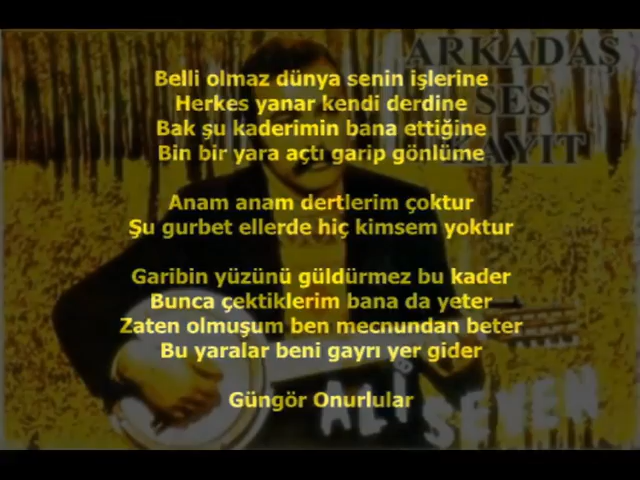 ARKADAŞ
SES
KAYIT
Belli olmaz dünya senin işlerine
Herkes yanar kendi derdine
Bak şu kaderimin bana ettiğine
Bin bir yara açtı garip gönlüme
Anam anam dertlerim çoktur
Şu gurbet ellerde hiç kimsem yoktur
Garibin yüzünü güldürmez bu kader
Bunca çektiklerim bana da yeter
Zaten olmuşum ben mecnundan beter
Bu yaralar beni gayrı yer gider
Güngör Onurlular
ALİ SEVEN